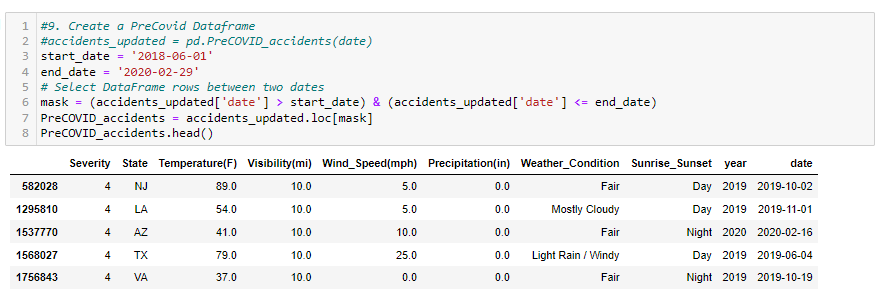 1 #9. Create a PreCovid Dataframe
2 #accidents_updated = pd.PreCOVID_accidents(date)
3 start_date = '2018-06-01'
4 end_date = '2020-02-29'
5 # Select DataFrame rows between two dates
6 mask = (accidents_updated['date'] > start_date) & (accidents_updated['date'] <= end_date)
7 PreCOVID_accidents = accidents_updated.loc[mask]
8 PreCOVID_accidents.head()
Severity State Temperature(F) Visibility(mi) Wind_Speed(mph) Precipitation(in) Weather_Condition Sunrise_Sunset year date
582028 4 NJ 89.0 10.0 5.0 0.0 Fair Day 2019 2019-10-02
1295810 4 LA 54.0 10.0 5.0 0.0 Mostly Cloudy Day 2019 2019-11-01
1537770 4 AZ 41.0 10.0 10.0 0.0 Fair Night 2020 2020-02-16
1568027 4 TX 79.0 10.0 25.0 0.0 Light Rain / Windy Day 2019 2019-06-04
1756843 4 VA 37.0 10.0 0.0 0.0 Fair Night 2019 2019-10-19